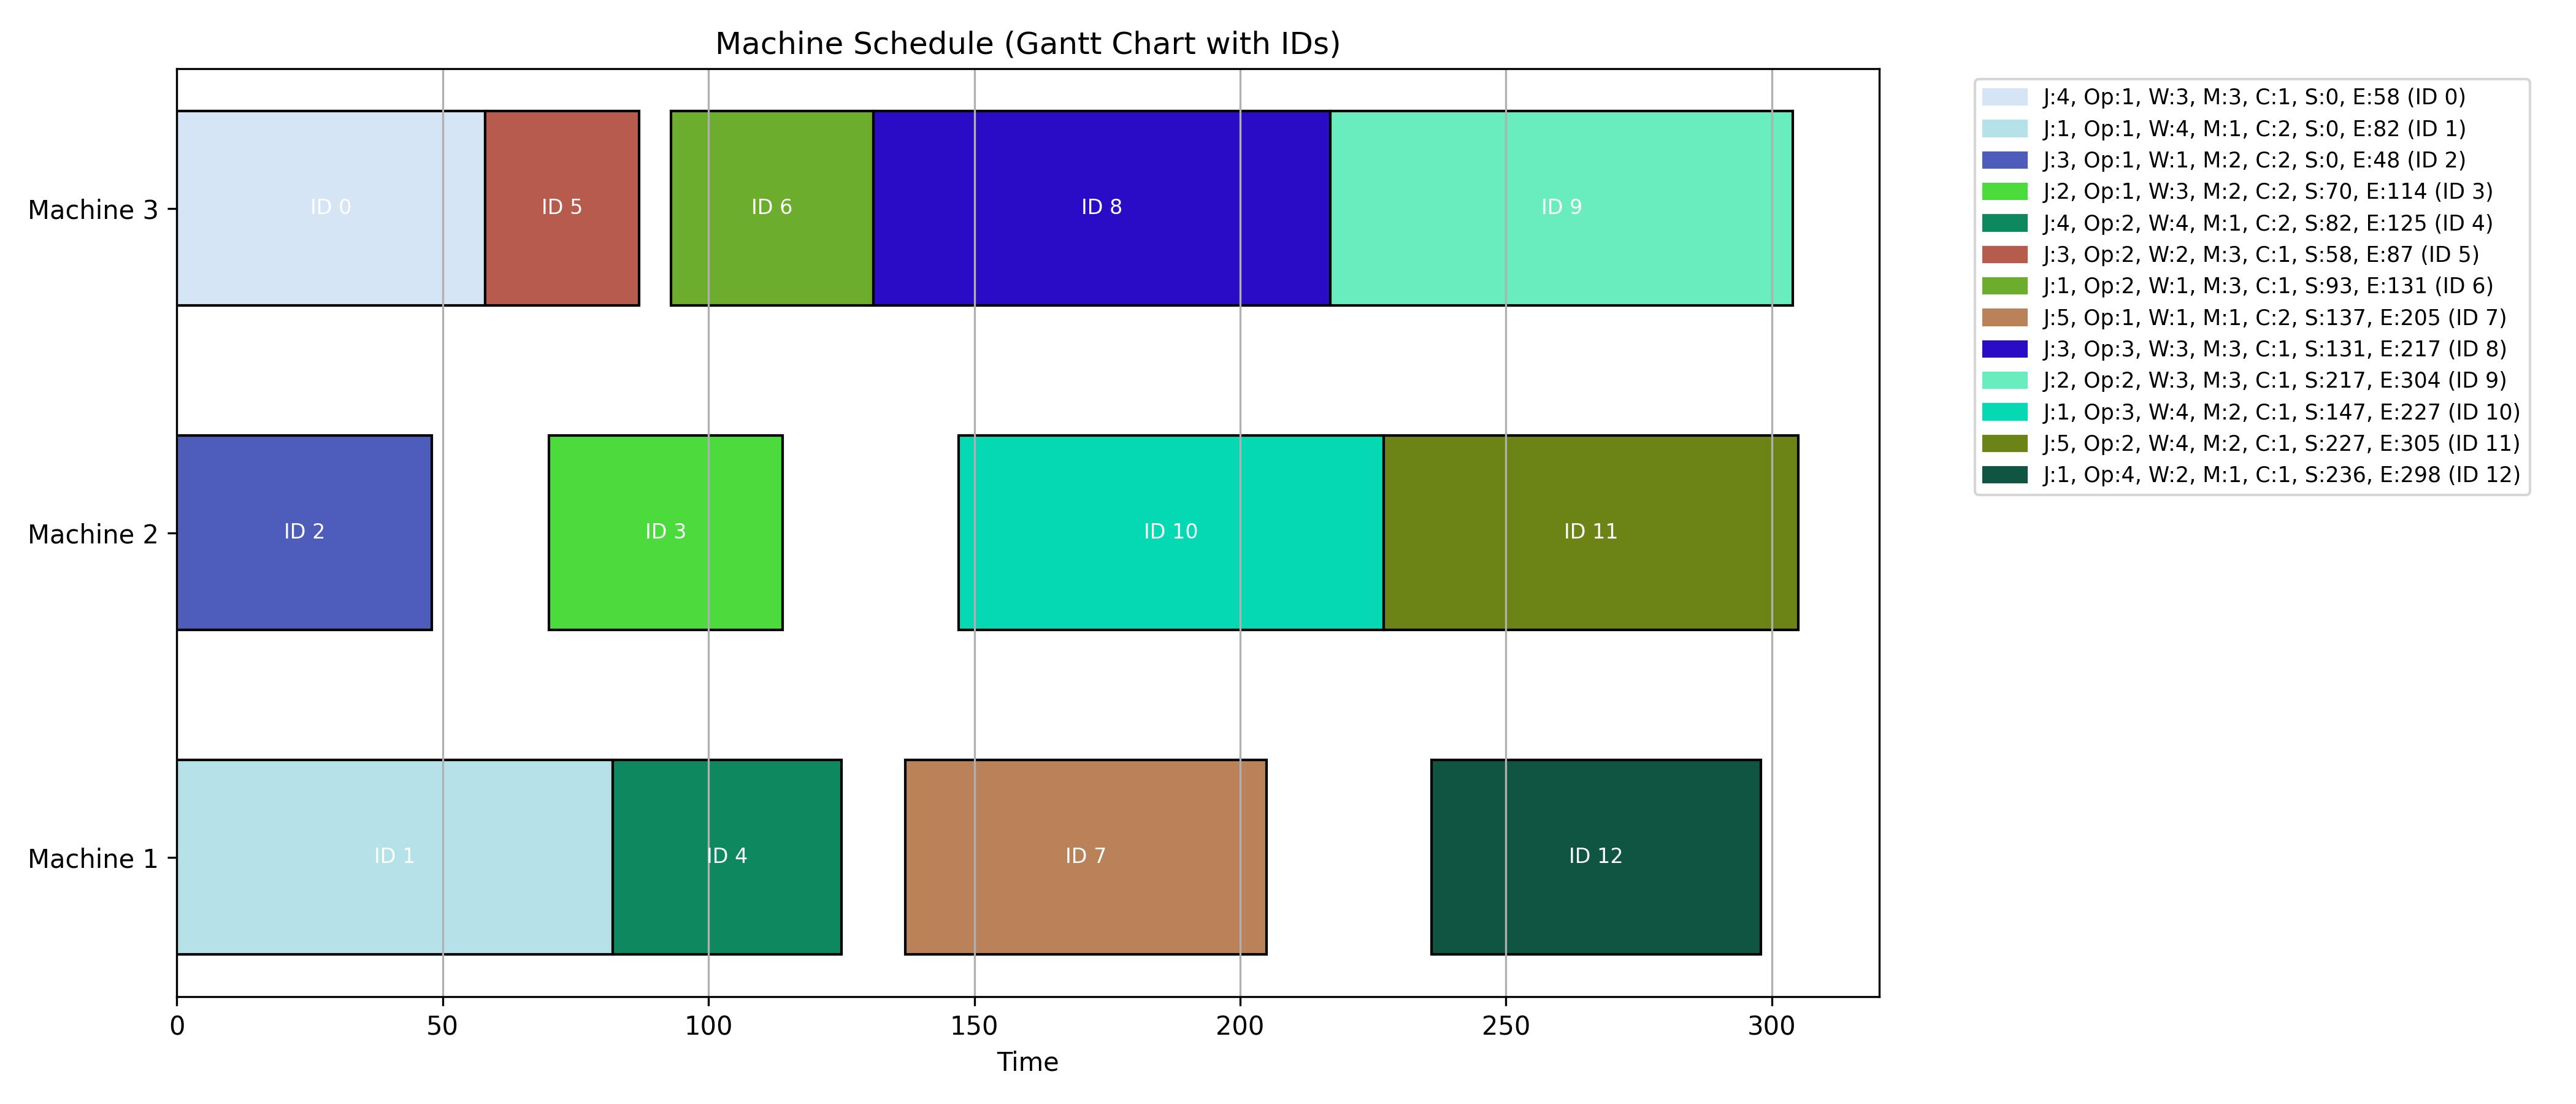 Machine Schedule (Gantt Chart with IDs)
Machine 3
ID 0
ID 5
ID 6
ID 8
ID 9
Machine 2
ID 2
ID 3
ID 10
ID 11
Machine 1
ID 1
ID 4
ID 7
ID 12
0 50 100 150 200 250 300
Time
J:4, Op:1, W:3, M:3, C:1, S:0, E:58 (ID 0)
J:1, Op:1, W:4, M:1, C:2, S:0, E:82 (ID 1)
J:3, Op:1, W:1, M:2, C:2, S:0, E:48 (ID 2)
J:2, Op:1, W:3, M:2, C:2, S:70, E:114 (ID 3)
J:4, Op:2, W:4, M:1, C:2, S:82, E:125 (ID 4)
J:3, Op:2, W:2, M:3, C:1, S:58, E:87 (ID 5)
J:1, Op:2, W:1, M:3, C:1, S:93, E:131 (ID 6)
J:5, Op:1, W:1, M:1, C:2, S:137, E:205 (ID 7)
J:3, Op:3, W:3, M:3, C:1, S:131, E:217 (ID 8)
J:2, Op:2, W:3, M:3, C:1, S:217, E:304 (ID 9)
J:1, Op:3, W:4, M:2, C:1, S:147, E:227 (ID 10)
J:5, Op:2, W:4, M:2, C:1, S:227, E:305 (ID 11)
J:1, Op:4, W:2, M:1, C:1, S:236, E:298 (ID 12)